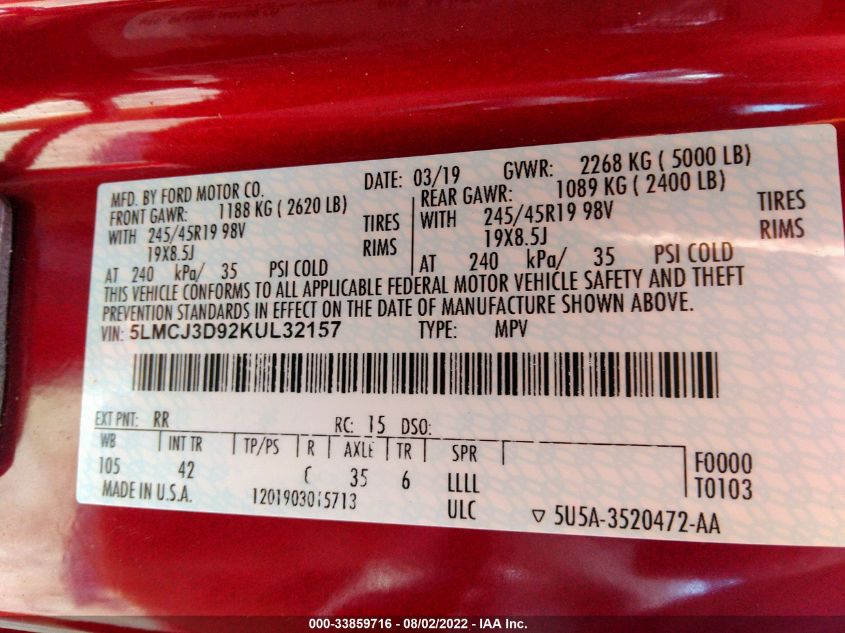 MFD. BY FORD MOTOR CO. DATE: 03/19 GVWR: 2268 KG ( 5000 LB)
FRONT GAWR: 1188 KG ( 2620 LB) REAR GAWR: 1089 KG ( 2400 LB)
WITH 245/45R19 98V TIRES WITH 245/45R19 98V TIRES
19X8.5J RIMS 19X8.5J RIMS
AT 240 kPa/ 35 PSI COLD AT 240 kPa/ 35 PSI COLD
THIS VEHICLE CONFORMS TO ALL APPLICABLE FEDERAL MOTOR VEHICLE SAFETY AND THEFT
PREVENTION STANDARDS IN EFFECT ON THE DATE OF MANUFACTURE SHOWN ABOVE.
VIN: 5LMCJ3D92KUL32157 TYPE: MPV
EXT PNT: RR RC: 15 DSO:
WB INT TR TP/PS R AXLE TR SPR
105 42 35 6 LLLL F0000
MADE IN U.S.A. 1201903015713 ULC T0103
5U5A-3520472-AA
000-33859716 - 08/02/2022 - IAA Inc.